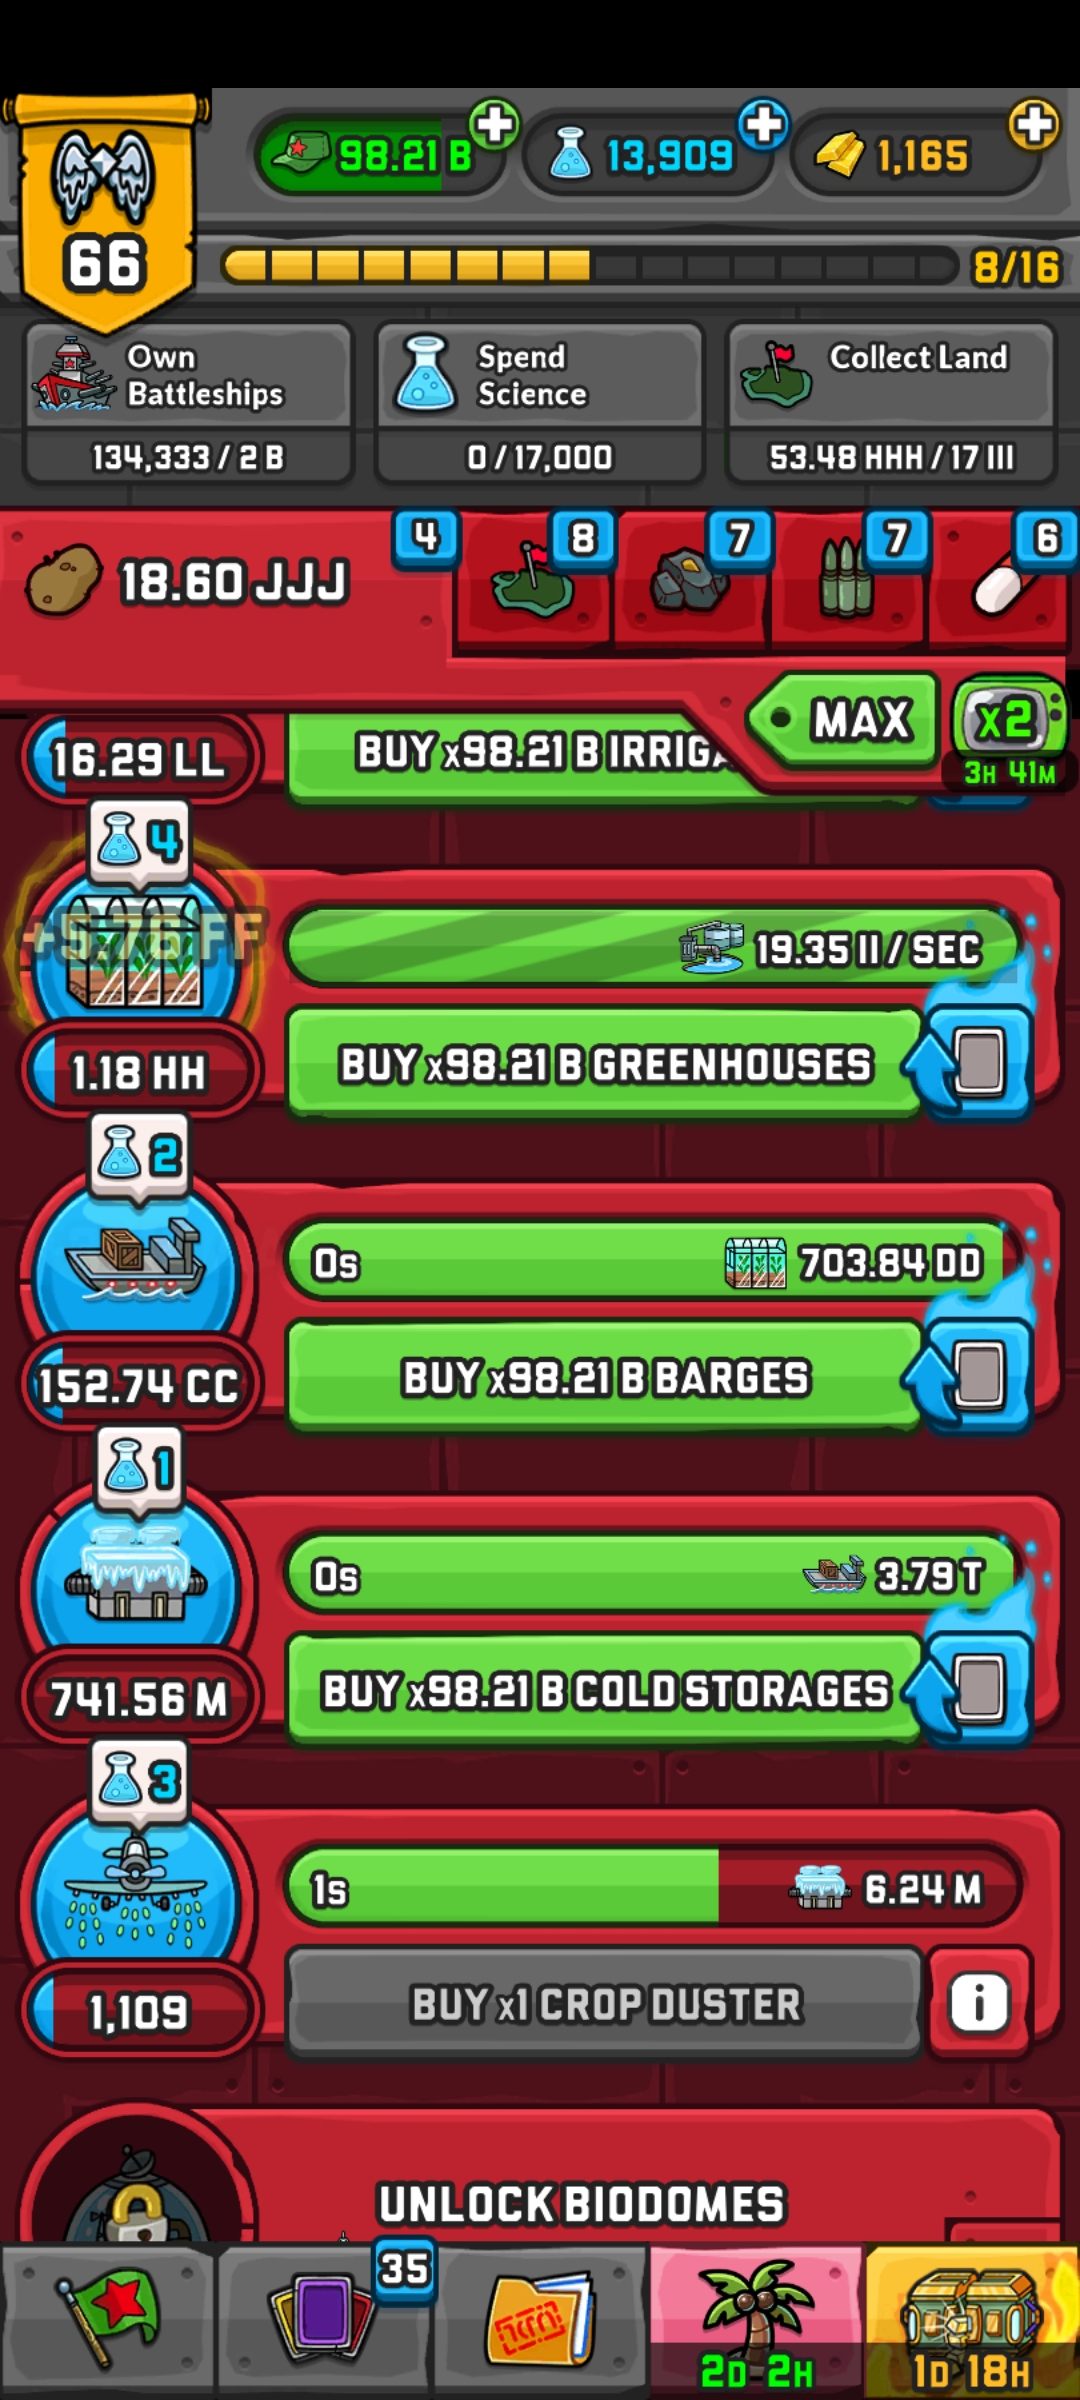 98.21 B
13,909
1,165
66
8/16
Own
Battleships
134,333 / 2 B
Spend
Science
0 / 17,000
Collect Land
53.48 HHH / 17 III
18.60 JJJ
4
8
7
7
6
MAX
x2
3H 41M
16.29 LL
BUY x98.21 B
4
+5.76 FF
19.35 II / SEC
1.18 HH
BUY x98.21 B GREENHOUSES
2
0s
703.84 DD
152.74 CC
BUY x98.21 B BARGES
1
0s
3.79 T
741.56 M
BUY x98.21 B COLD STORAGES
3
1s
6.24 M
1,109
BUY x1 CROP DUSTER
i
UNLOCK BIODOMES
35
2D 2H
1D 18H